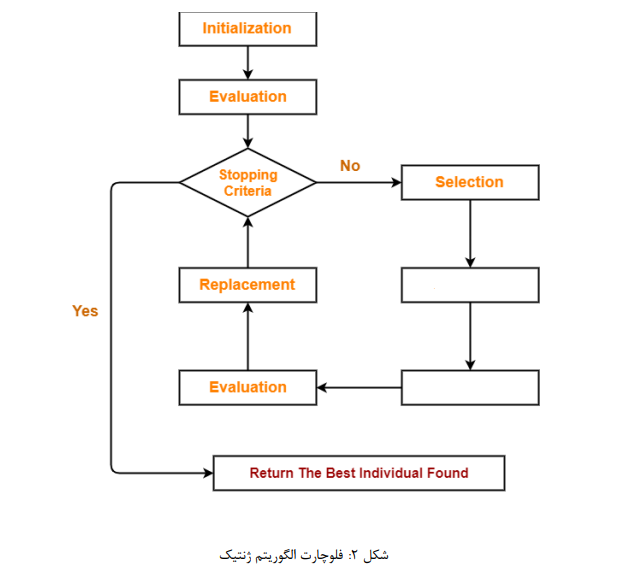 Initialization
Evaluation
Stopping
Criteria
No
Selection
Replacement
Yes
Evaluation
Return The Best Individual Found
شکل ۲: فلوچارت الگوریتم ژنتیک